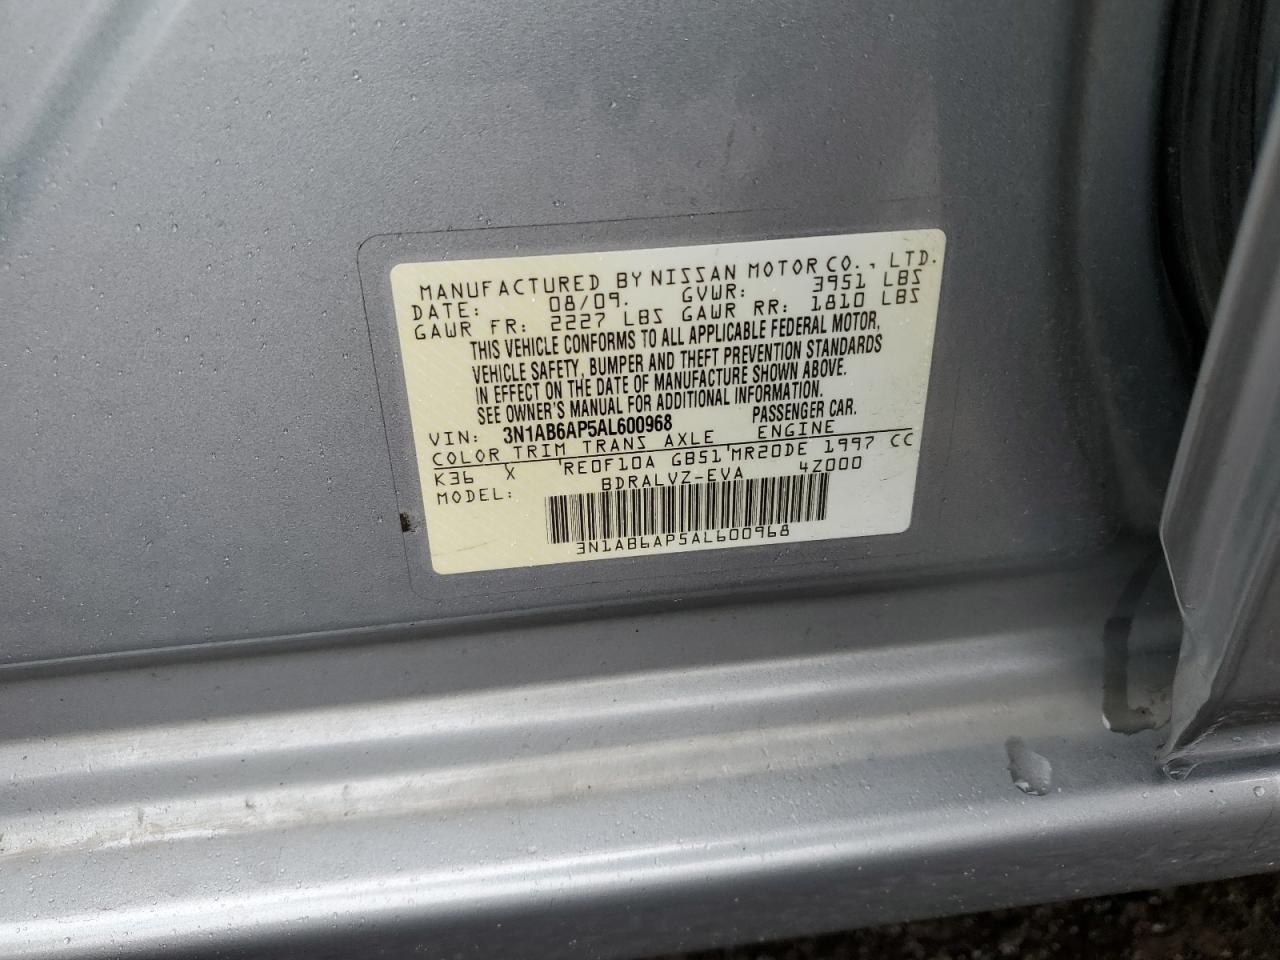 MANUFACTURED BY NISSAN MOTOR CO., LTD.
DATE: 08/09. GVWR: 3951 LBS
GAWR FR: 2227 LBS GAWR RR: 1810 LBS
THIS VEHICLE CONFORMS TO ALL APPLICABLE FEDERAL MOTOR,
VEHICLE SAFETY, BUMPER AND THEFT PREVENTION STANDARDS
IN EFFECT ON THE DATE OF MANUFACTURE SHOWN ABOVE.
SEE OWNER'S MANUAL FOR ADDITIONAL INFORMATION.
VIN: 3N1AB6AP5AL600968 PASSENGER CAR.
COLOR TRIM TRANS AXLE ENGINE
K36 X RE0F10A GB51 MR20DE 1997 CC
MODEL: BDRALVZ-EVA 4Z000
3N1AB6AP5AL600968